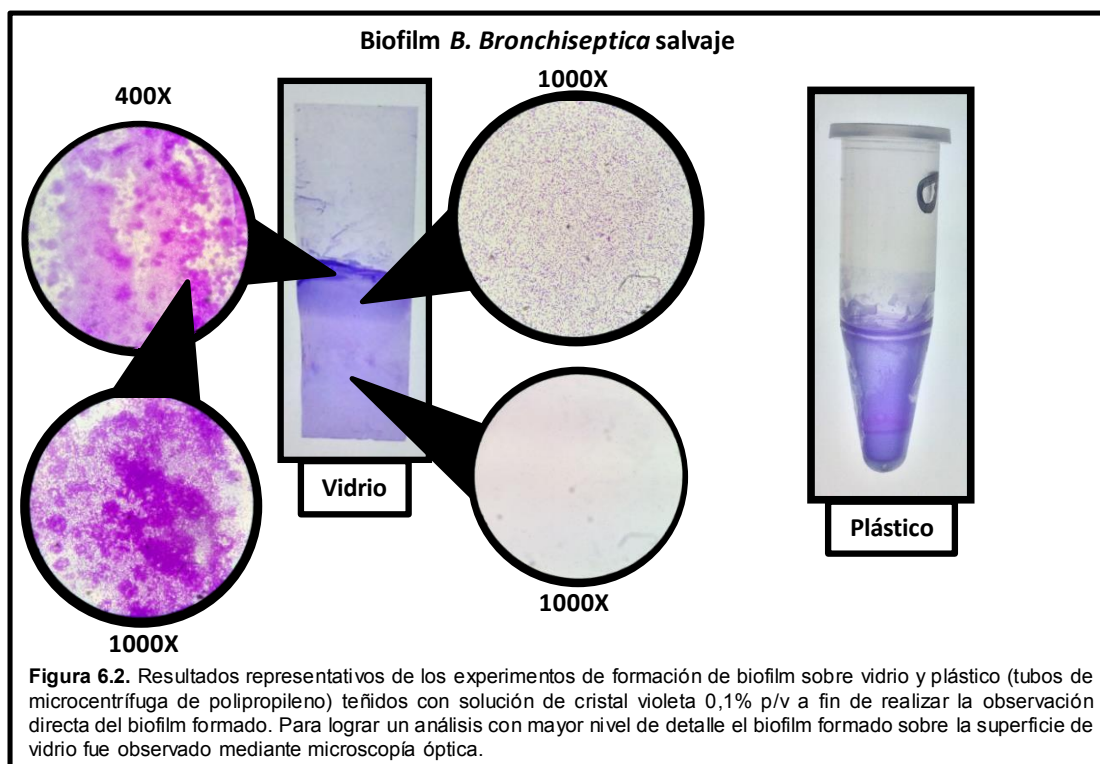 Biofilm B. Bronchiseptica salvaje
400X
1000X
Vidrio
Plástico
1000X
1000X
Figura 6.2. Resultados representativos de los experimentos de formación de biofilm sobre vidrio y plástico (tubos de
microcentrífuga de polipropileno) teñidos con solución de cristal violeta 0,1% p/v a fin de realizar la observación
directa del biofilm formado. Para lograr un análisis con mayor nivel de detalle el biofilm formado sobre la superficie de
vidrio fue observado mediante microscopía óptica.